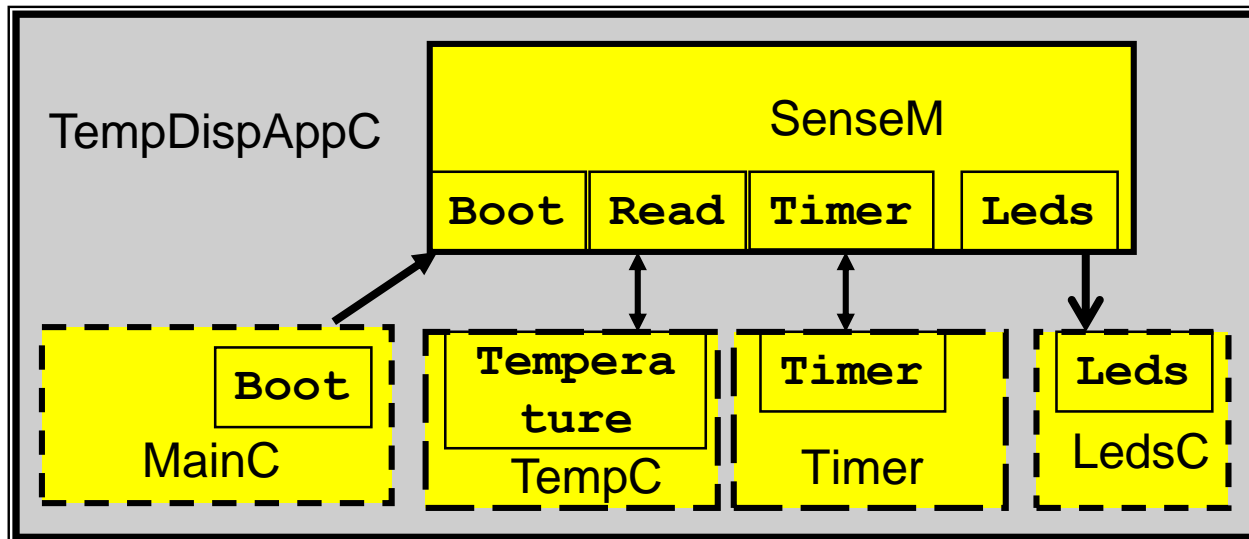 SenseM
TempDispAppC
Boot Read Timer Leds
Boot
MainC
Tempera
ture
TempC
Timer
Timer
Leds
LedsC